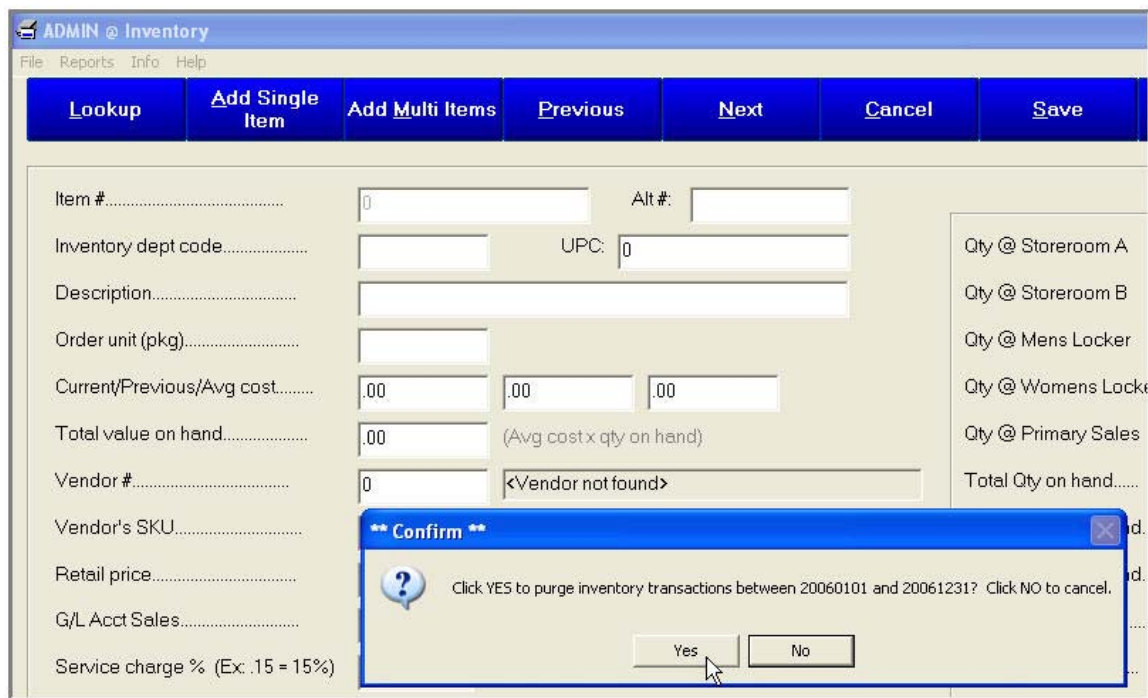 ADMIN @ Inventory
File Reports Info Help
Lookup Add Single Item Add Multi Items Previous Next Cancel Save
Item #........................................ 0 Alt #:
Inventory dept code................... UPC: 0 Qty @ Storeroom A
Description................................ Qty @ Storeroom B
Order unit (pkg).......................... Qty @ Mens Locker
Current/Previous/Avg cost........ .00 .00 .00 Qty @ Womens Locke
Total value on hand................... .00 (Avg cost x qty on hand) Qty @ Primary Sales
Vendor #................................... 0 <Vendor not found> Total Qty on hand......
Vendor's SKU............................ ** Confirm ** d.
Retail price................................ Click YES to purge inventory transactions between 20060101 and 20061231? Click NO to cancel. d.
G/L Acct Sales...........................
Service charge % (Ex: .15 = 15%) Yes No